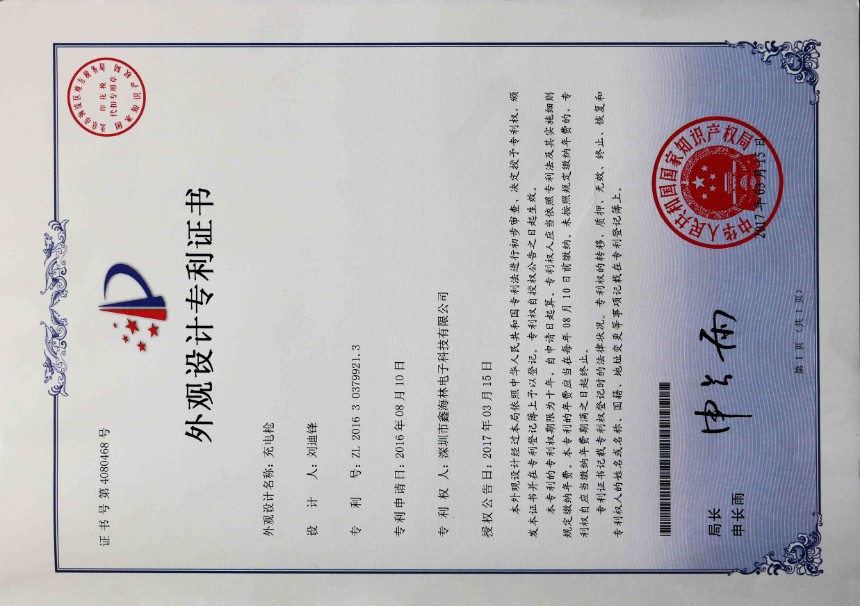 证书号第4080468号
外观设计专利证书
外观设计名称：充电枪
设计人：刘迪锋
专利号：ZL 2016 3 0379921.3
专利申请日：2016年08月10日
专利权人：深圳市鑫海林电子科技有限公司
授权公告日：2017年03月15日
本外观设计经过本局依照中华人民共和国专利法进行初步审查，决定授予专利权，颁
发本证书并在专利登记簿上予以登记。专利权自授权公告之日起生效。
本专利的专利权期限为十年，自申请日起算。专利权人应当依照专利法及其实施细则
规定缴纳年费。本专利的年费应当在每年08月10日前缴纳。未按照规定缴纳年费的，专
利权自应当缴纳年费期满之日起终止。
专利证书记载专利权登记时的法律状况。专利权的转移、质押、无效、终止、恢复和
专利权人的姓名或名称、国籍、地址变更等事项记载在专利登记簿上。
局长
申长雨
申长雨
中华人民共和国国家知识产权局
2017年03月15日
第1页（共1页）
印花税
代扣专用章